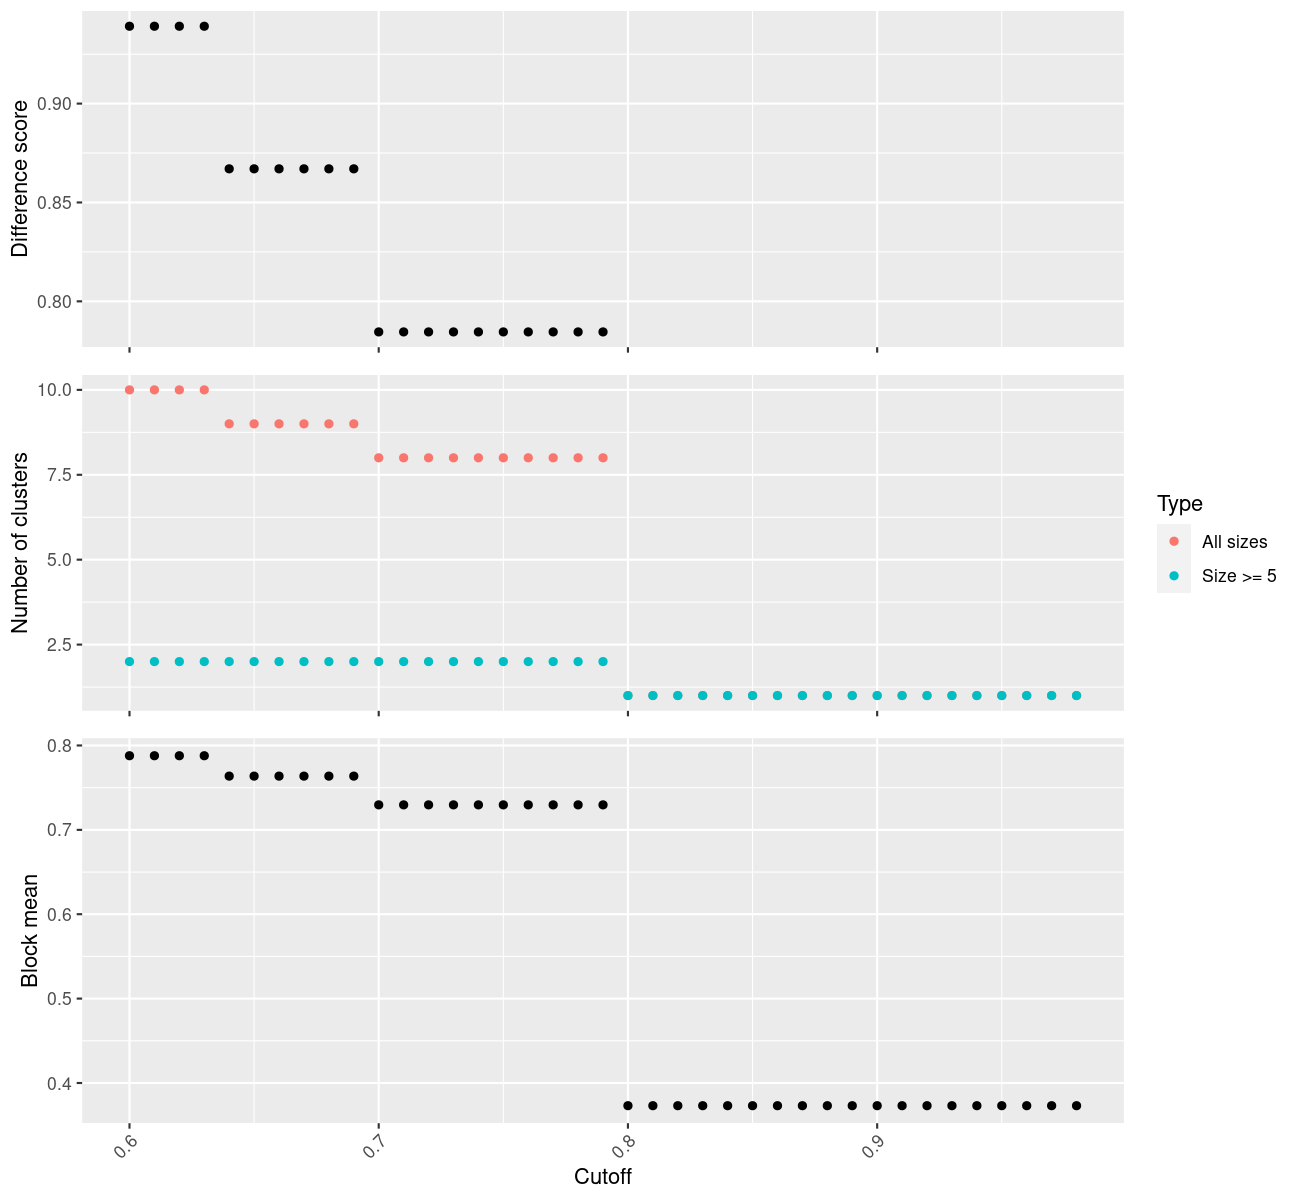 Difference score
0.90
0.85
0.80
Number of clusters
10.0
7.5
5.0
2.5
Type
All sizes
Size >= 5
Block mean
0.8
0.7
0.6
0.5
0.4
0.6
0.7
0.8
0.9
Cutoff